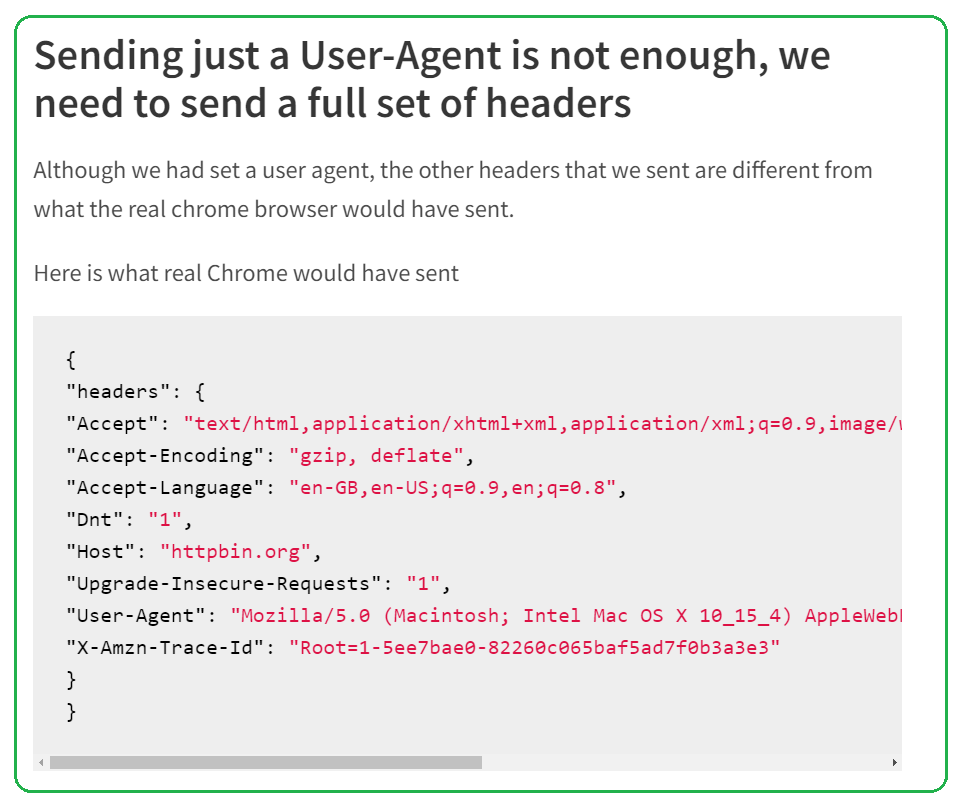 Sending just a User-Agent is not enough, we
need to send a full set of headers
Although we had set a user agent, the other headers that we sent are different from
what the real chrome browser would have sent.
Here is what real Chrome would have sent
{
"headers": {
"Accept": "text/html,application/xhtml+xml,application/xml;q=0.9,image/
"Accept-Encoding": "gzip, deflate",
"Accept-Language": "en-GB,en-US;q=0.9,en;q=0.8",
"Dnt": "1",
"Host": "httpbin.org",
"Upgrade-Insecure-Requests": "1",
"User-Agent": "Mozilla/5.0 (Macintosh; Intel Mac OS X 10_15_4) AppleWeb
"X-Amzn-Trace-Id": "Root=1-5ee7bae0-82260c065baf5ad7f0b3a3e3"
}
}